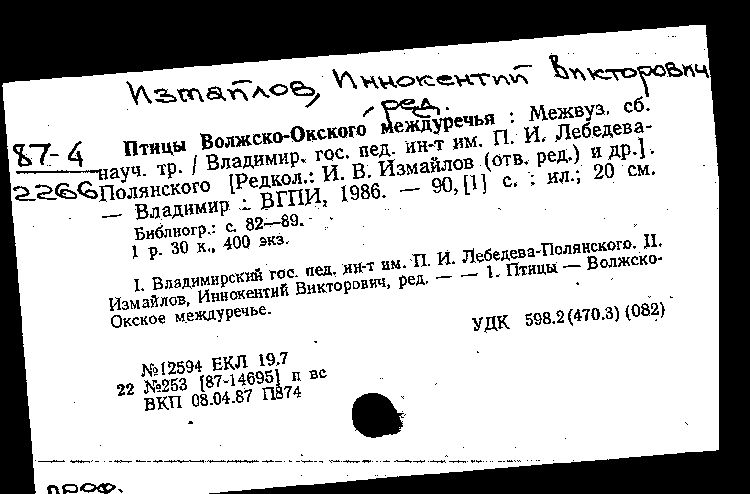 Измайлов, Иннокентий Викторович
ред.
87-4
2266
Птицы Волжско-Окского междуречья : Межвуз. сб.
науч. тр. / Владимир. гос. пед. ин-т им. П. И. Лебедева-
Полянского [Редкол.: И. В. Измайлов (отв. ред.) и др.].
— Владимир : ВГПИ, 1986. — 90,[1] с. : ил.; 20 см.
Библиогр.: с. 82—89.
1 р. 30 к., 400 экз.
I. Владимирский гос. пед. ин-т им. П. И. Лебедева-Полянского. II.
Измайлов, Иннокентий Викторович, ред. — — 1. Птицы — Волжско-
Окское междуречье.
УДК 598.2(470.3)(082)
№12594 ЕКЛ 19.7
22 №253 [87-14695] п вс
ВКП 08.04.87 П874
проф.